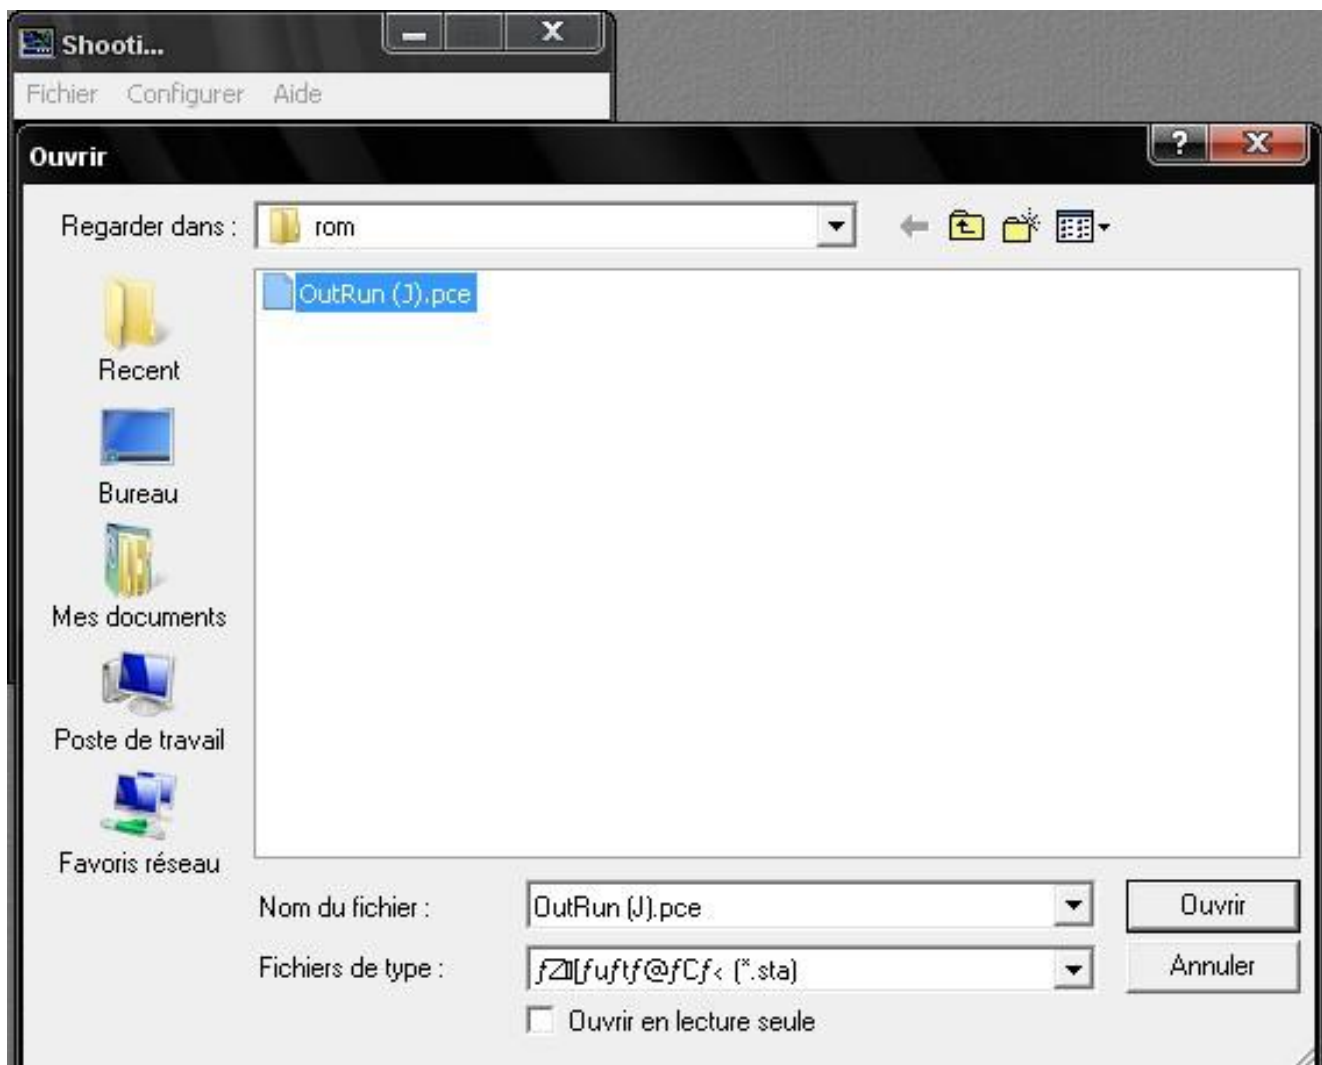 Shooti...
Fichier Configurer Aide
Ouvrir
Regarder dans : rom
OutRun (J).pce
Recent
Bureau
Mes documents
Poste de travail
Favoris réseau
Nom du fichier : OutRun (J).pce Ouvrir
Fichiers de type : (*.sta) Annuler
Ouvrir en lecture seule